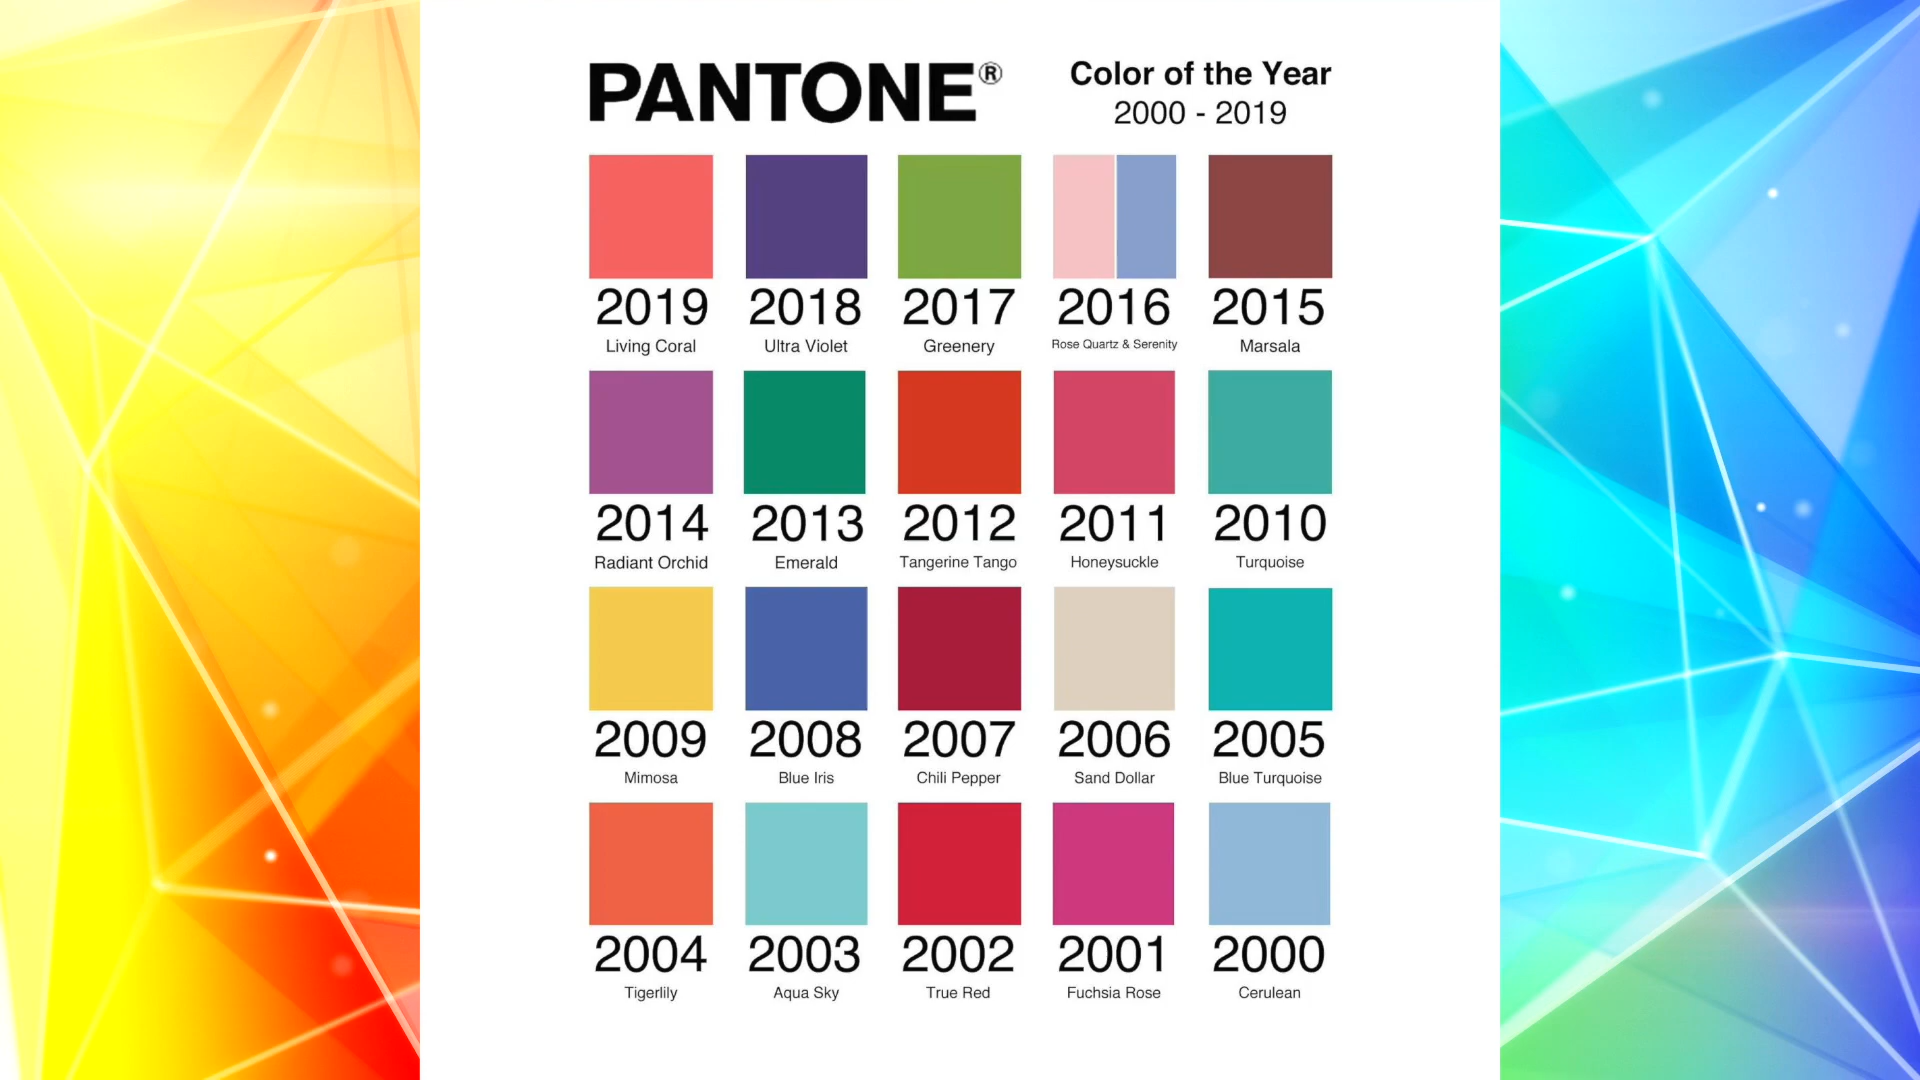 PANTONE®
Color of the Year
2000 - 2019
2019 2018 2017 2016 2015
Living Coral Ultra Violet Greenery Rose Quartz & Serenity Marsala
2014 2013 2012 2011 2010
Radiant Orchid Emerald Tangerine Tango Honeysuckle Turquoise
2009 2008 2007 2006 2005
Mimosa Blue Iris Chili Pepper Sand Dollar Blue Turquoise
2004 2003 2002 2001 2000
Tigerlily Aqua Sky True Red Fuchsia Rose Cerulean